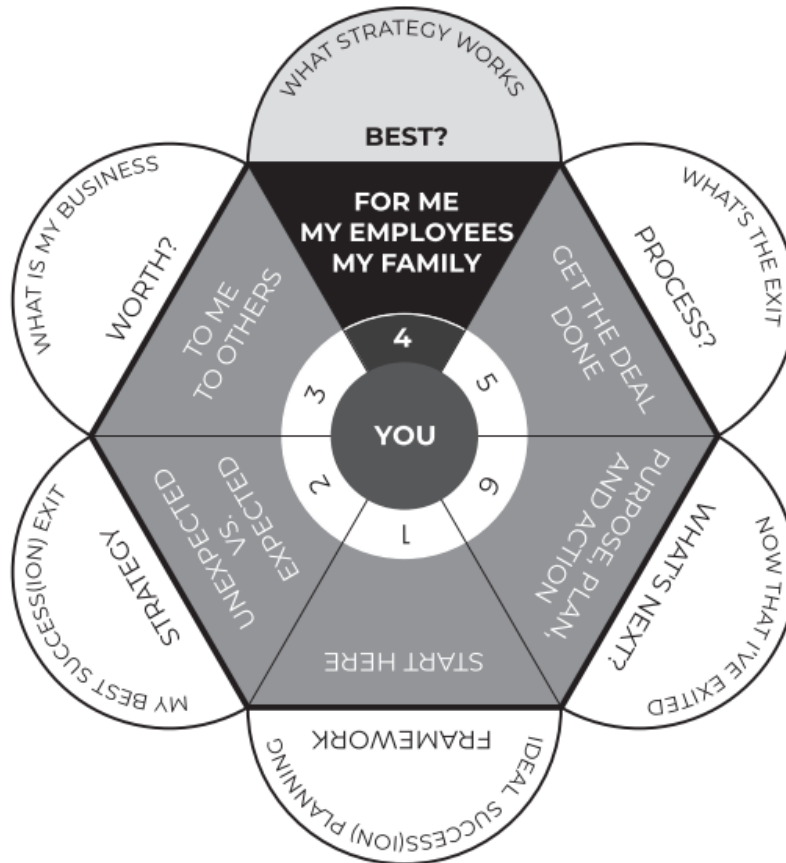 WHAT STRATEGY WORKS
BEST?
FOR ME
MY EMPLOYEES
MY FAMILY
4
WHAT'S THE EXIT
PROCESS?
GET THE DEAL
DONE
5
NOW THAT I'VE EXITED
WHAT'S NEXT?
PURPOSE, PLAN,
AND ACTION
6
IDEAL SUCCESS(ION) PLANNING
FRAMEWORK
START HERE
1
MY BEST SUCCESS(ION) EXIT
STRATEGY
UNEXPECTED
VS.
EXPECTED
2
WHAT IS MY BUSINESS
WORTH?
TO ME
TO OTHERS
3
YOU